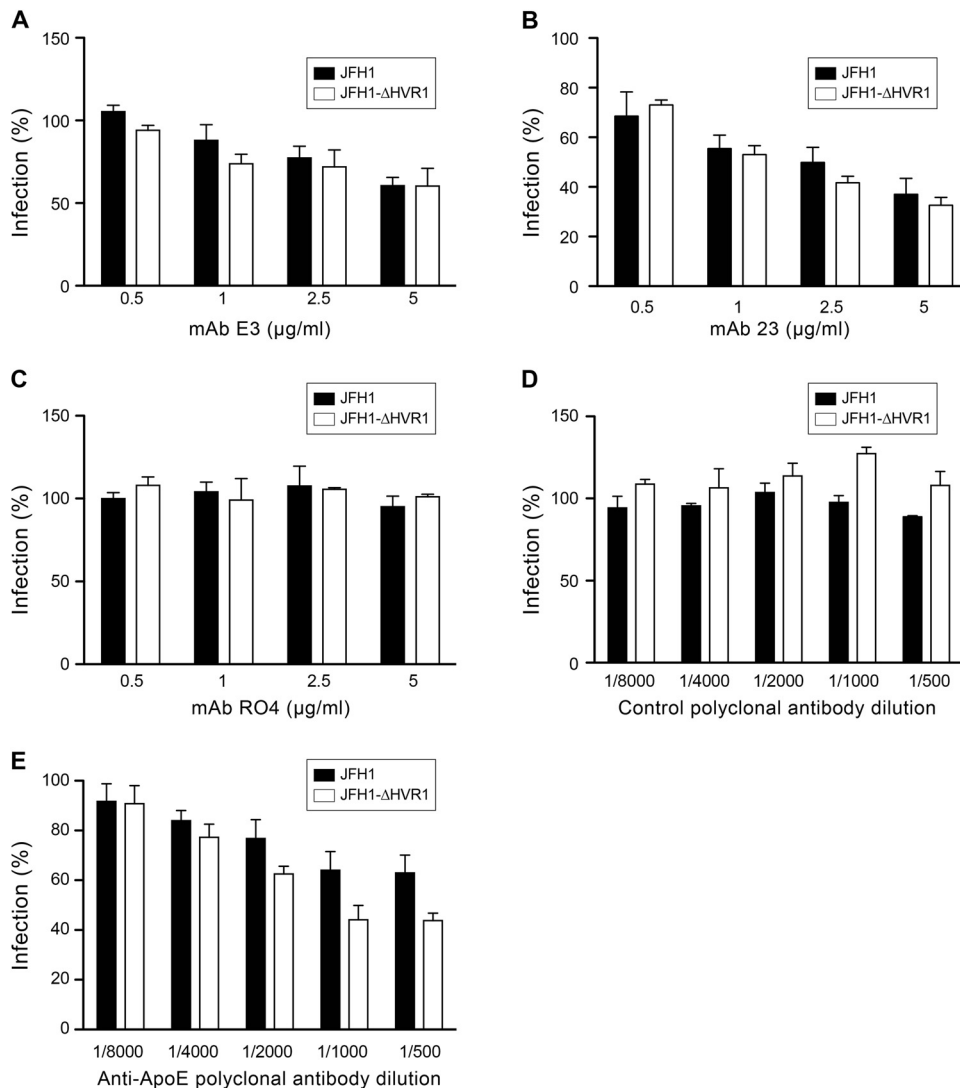 A
150
100
50
0
Infection (%)
JFH1
JFH1-ΔHVR1
0.5 1 2.5 5
mAb E3 (µg/ml)
B
100
80
60
40
20
0
Infection (%)
JFH1
JFH1-ΔHVR1
0.5 1 2.5 5
mAb 23 (µg/ml)
C
150
100
50
0
Infection (%)
JFH1
JFH1-ΔHVR1
0.5 1 2.5 5
mAb RO4 (µg/ml)
D
150
100
50
0
Infection (%)
JFH1
JFH1-ΔHVR1
1/8000 1/4000 1/2000 1/1000 1/500
Control polyclonal antibody dilution
E
100
80
60
40
20
0
Infection (%)
JFH1
JFH1-ΔHVR1
1/8000 1/4000 1/2000 1/1000 1/500
Anti-ApoE polyclonal antibody dilution